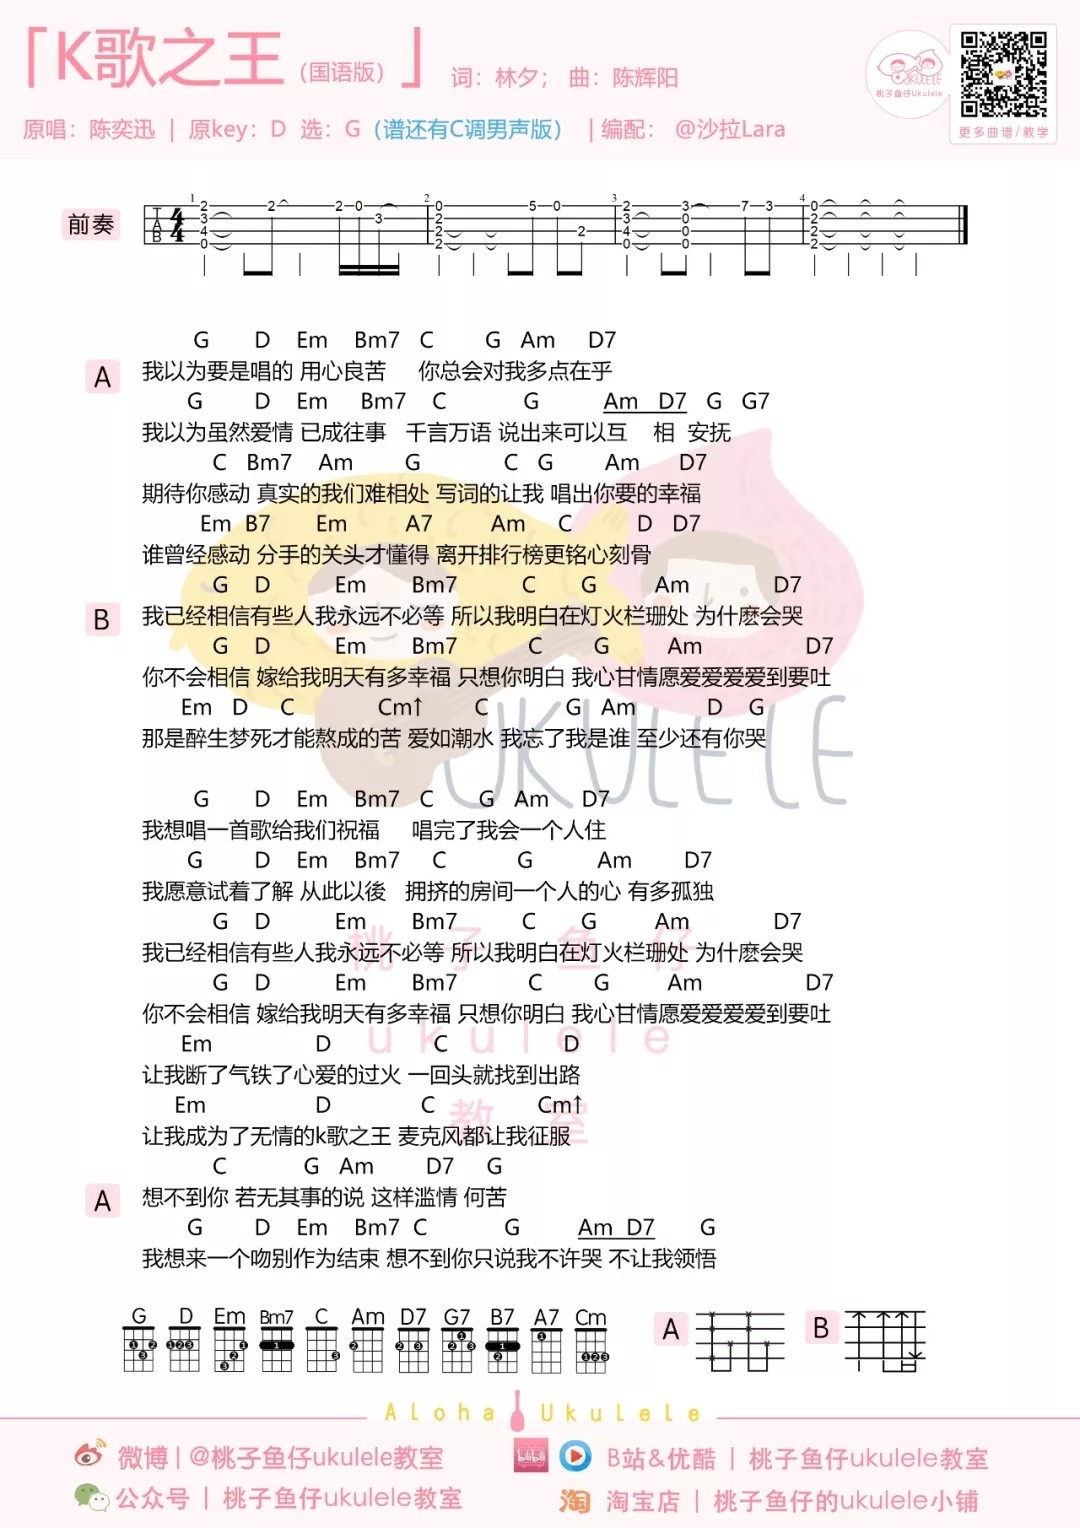 「K歌之王（国语版）」 词：林夕； 曲：陈辉阳
桃子鱼仔Ukulele
更多曲谱/教学
原唱：陈奕迅 | 原key：D 选：G（谱还有C调男声版） | 编配： @沙拉Lara
前奏
G D Em Bm7 C G Am D7
A 我以为要是唱的 用心良苦 你总会对我多点在乎
G D Em Bm7 C G Am D7 G G7
我以为虽然爱情 已成往事 千言万语 说出来可以互 相 安抚
C Bm7 Am G C G Am D7
期待你感动 真实的我们难相处 写词的让我 唱出你要的幸福
Em B7 Em A7 Am C D D7
谁曾经感动 分手的关头才懂得 离开排行榜更铭心刻骨
G D Em Bm7 C G Am D7
B 我已经相信有些人我永远不必等 所以我明白在灯火栏珊处 为什麽会哭
G D Em Bm7 C G Am D7
你不会相信 嫁给我明天有多幸福 只想你明白 我心甘情愿爱爱爱爱到要吐
Em D C Cm↑ C G Am D G
那是醉生梦死才能熬成的苦 爱如潮水 我忘了我是谁 至少还有你哭
UKULELE
G D Em Bm7 C G Am D7
我想唱一首歌给我们祝福 唱完了我会一个人住
G D Em Bm7 C G Am D7
我愿意试着了解 从此以後 拥挤的房间一个人的心 有多孤独
G D Em Bm7 C G Am D7
我已经相信有些人我永远不必等 所以我明白在灯火栏珊处 为什麽会哭
桃子鱼仔
G D Em Bm7 C G Am D7
你不会相信 嫁给我明天有多幸福 只想你明白 我心甘情愿爱爱爱爱到要吐
ukulele
Em D C D
让我断了气铁了心爱的过火 一回头就找到出路
Em D C Cm↑
教室
让我成为了无情的k歌之王 麦克风都让我征服
C G Am D7 G
A 想不到你 若无其事的说 这样滥情 何苦
G D Em Bm7 C G Am D7 G
我想来一个吻别作为结束 想不到你只说我不许哭 不让我领悟
G D Em Bm7 C Am D7 G7 B7 A7 Cm
A B
Aloha Ukulele
微博 | @桃子鱼仔ukulele教室 B站&优酷 | 桃子鱼仔ukulele教室
公众号 | 桃子鱼仔ukulele教室 淘 淘宝店 | 桃子鱼仔的ukulele小铺